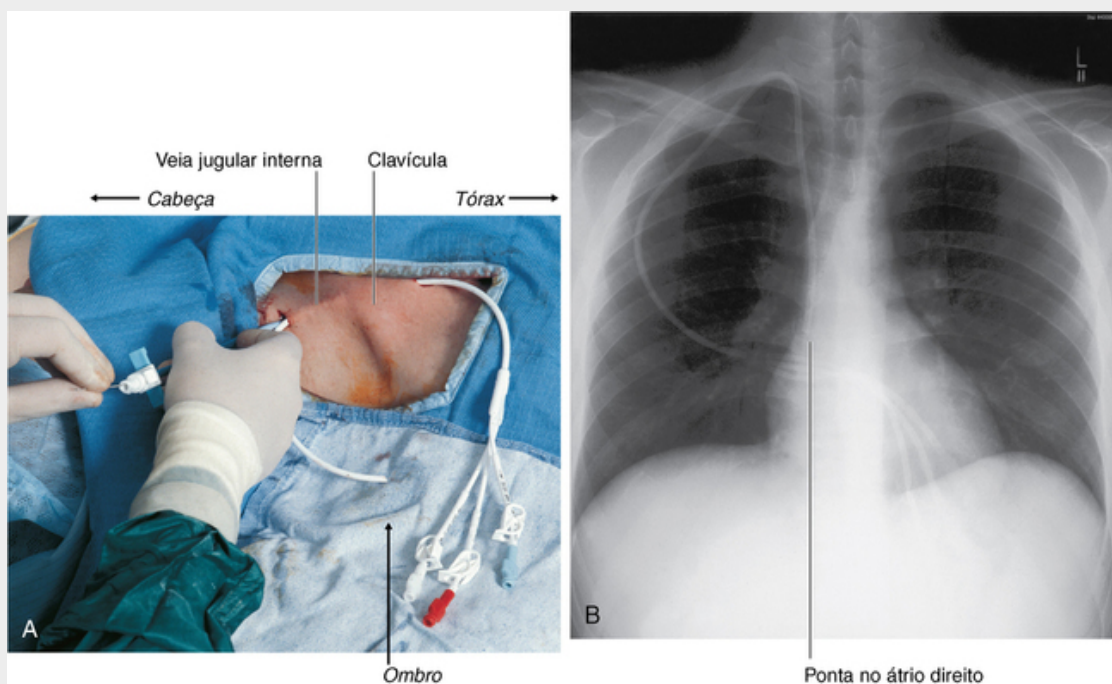 Veia jugular interna
Clavícula
Cabeça
Tórax
A
Ombro
L
B
Ponta no átrio direito